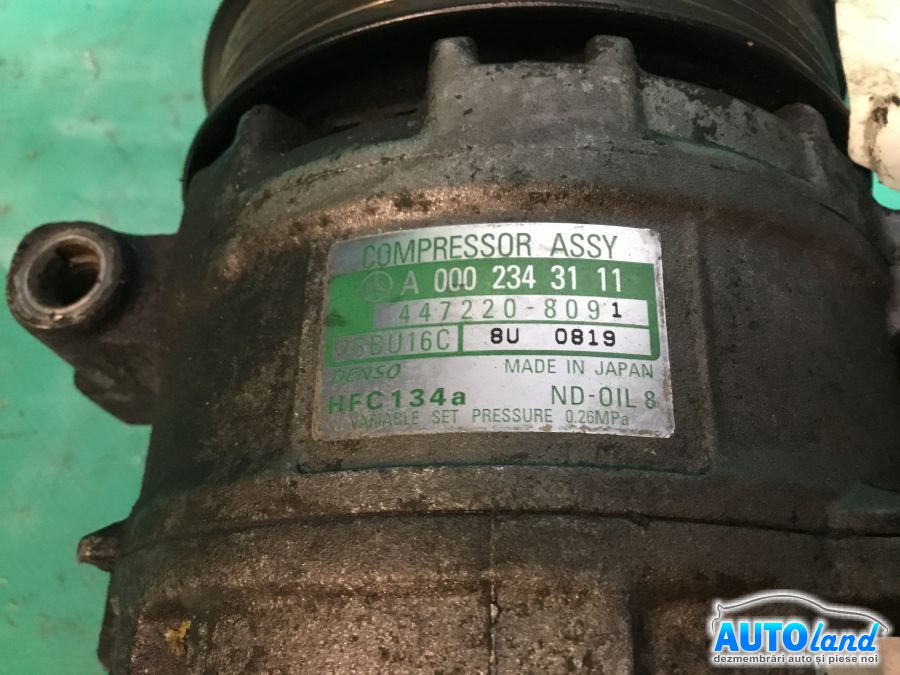 COMPRESSOR ASSY
A 000 234 31 11
447220-8091
SBU16C 8U 0819
DENSO MADE IN JAPAN
HFC134a ND-OIL 8
VARIABLE SET PRESSURE 0.26MPa
AUTOland
dezmembrări auto și piese noi